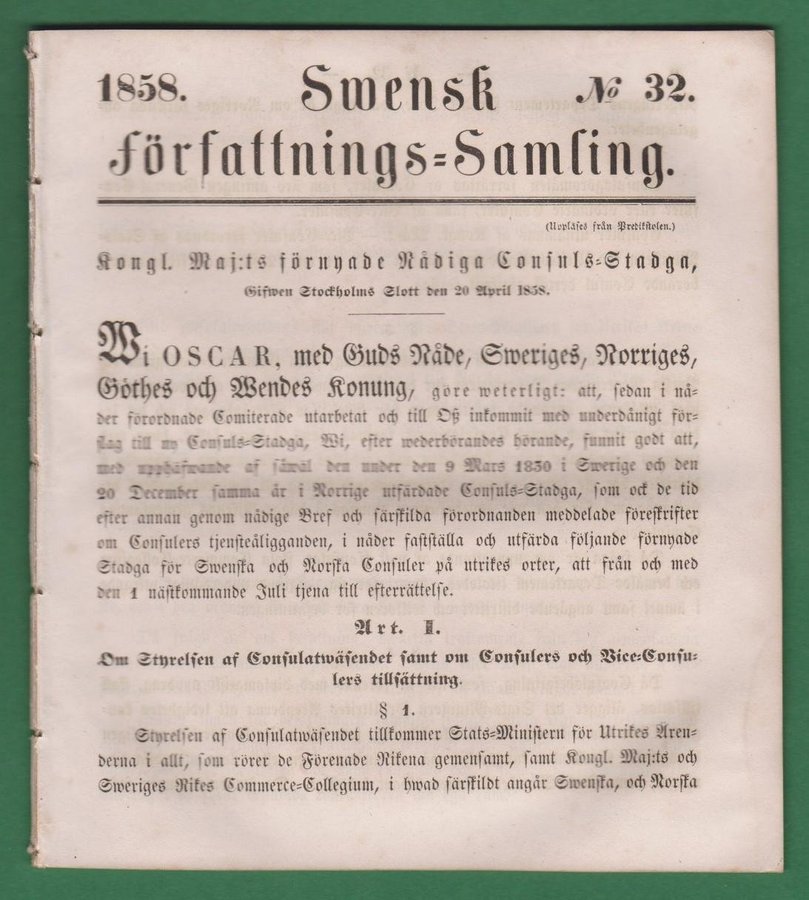 1858. Swensk № 32.
Författnings=Samling.
(Uppläses från Predikstolen.)
Kongl. Maj:ts förnyade Nådiga Consuls=Stadga,
Gifwen Stockholms Slott den 20 April 1858.
Wi OSCAR, med Guds Nåde, Sweriges, Norriges,
Göthes och Wendes Konung, göre weterligt: att, sedan i nå=
der förordnade Comiterade utarbetat och till Oß inkommit med underdånigt för=
slag till ny Consuls=Stadga, Wi, efter wederbörandes hörande, funnit godt att,
med upphäfwande af såwäl den under den 9 Mars 1830 i Swerige och den
20 December samma år i Norrige utfärdade Consuls=Stadga, som ock de tid
efter annan genom nådige Bref och särskilda förordnanden meddelade föreskrifter
om Consulers tjensteåligganden, i nåder fastställa och utfärda följande förnyade
Stadga för Swenska och Norska Consuler på utrikes orter, att från och med
den 1 nästkommande Juli tjena till efterrättelse.
Art. I.
Om Styrelsen af Consulatwäsendet samt om Consulers och Vice=Consu=
lers tillsättning.
§ 1.
Styrelsen af Consulatwäsendet tillkommer Stats=Ministern för Utrikes Ären=
derna i allt, som rörer de Förenade Rikena gemensamt, samt Kongl. Maj:ts och
Sweriges Rikes Commerce=Collegium, i hwad särskildt angår Swenska, och Norska